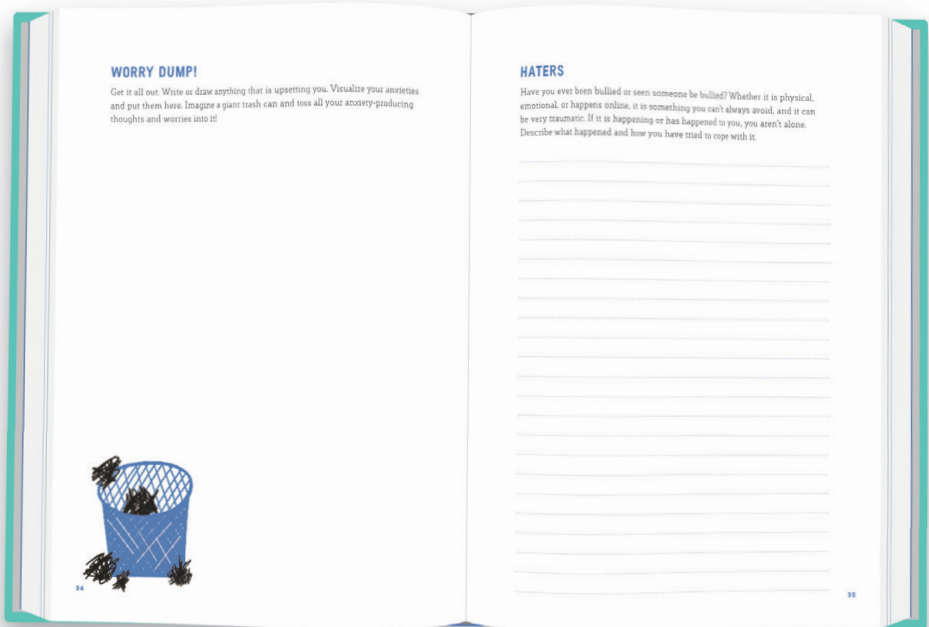 WORRY DUMP!
Get it all out. Write or draw anything that is upsetting you. Visualize your anxieties
and put them here. Imagine a giant trash can and toss all your anxiety-producing
thoughts and worries into it!
34
HATERS
Have you ever been bullied or seen someone be bullied? Whether it is physical,
emotional, or happens online, it is something you can't always avoid, and it can
be very traumatic. If it is happening or has happened to you, you aren't alone.
Describe what happened and how you have tried to cope with it.
35